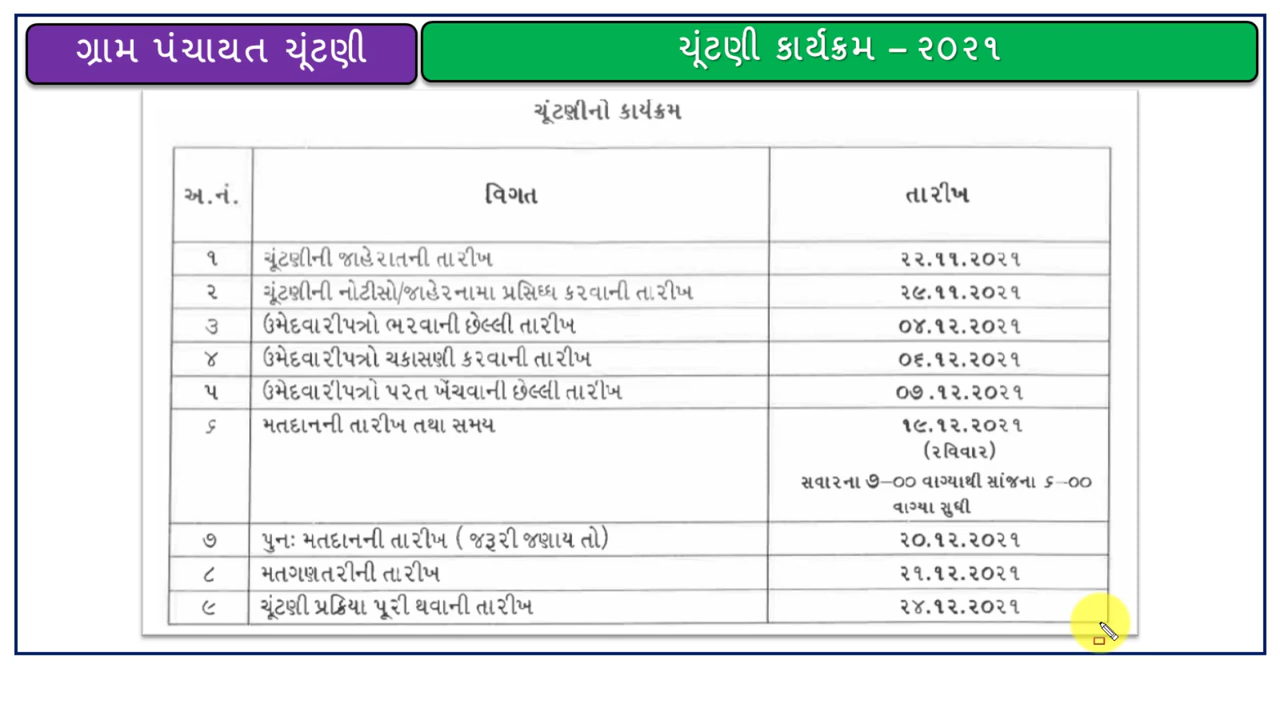 ગ્રામ પંચાયત ચૂંટણી
ચૂંટણી કાર્યક્રમ – ૨૦૨૧
ચૂંટણીનો કાર્યક્રમ
અ.નં. વિગત તારીખ
૧ ચૂંટણીની જાહેરાતની તારીખ ૨૨.૧૧.૨૦૨૧
૨ ચૂંટણીની નોટીસો/જાહેરનામા પ્રસિધ્ધ કરવાની તારીખ ૨૯.૧૧.૨૦૨૧
૩ ઉમેદવારીપત્રો ભરવાની છેલ્લી તારીખ ૦૪.૧૨.૨૦૨૧
૪ ઉમેદવારીપત્રો ચકાસણી કરવાની તારીખ ૦૬.૧૨.૨૦૨૧
૫ ઉમેદવારીપત્રો પરત ખેંચવાની છેલ્લી તારીખ ૦૭.૧૨.૨૦૨૧
૬ મતદાનની તારીખ તથા સમય ૧૯.૧૨.૨૦૨૧
(રવિવાર)
સવારના ૭–૦૦ વાગ્યાથી સાંજના ૬–૦૦
વાગ્યા સુધી
૭ પુનઃ મતદાનની તારીખ ( જરૂરી જણાય તો) ૨૦.૧૨.૨૦૨૧
૮ મતગણતરીની તારીખ ૨૧.૧૨.૨૦૨૧
૯ ચૂંટણી પ્રક્રિયા પૂરી થવાની તારીખ ૨૪.૧૨.૨૦૨૧